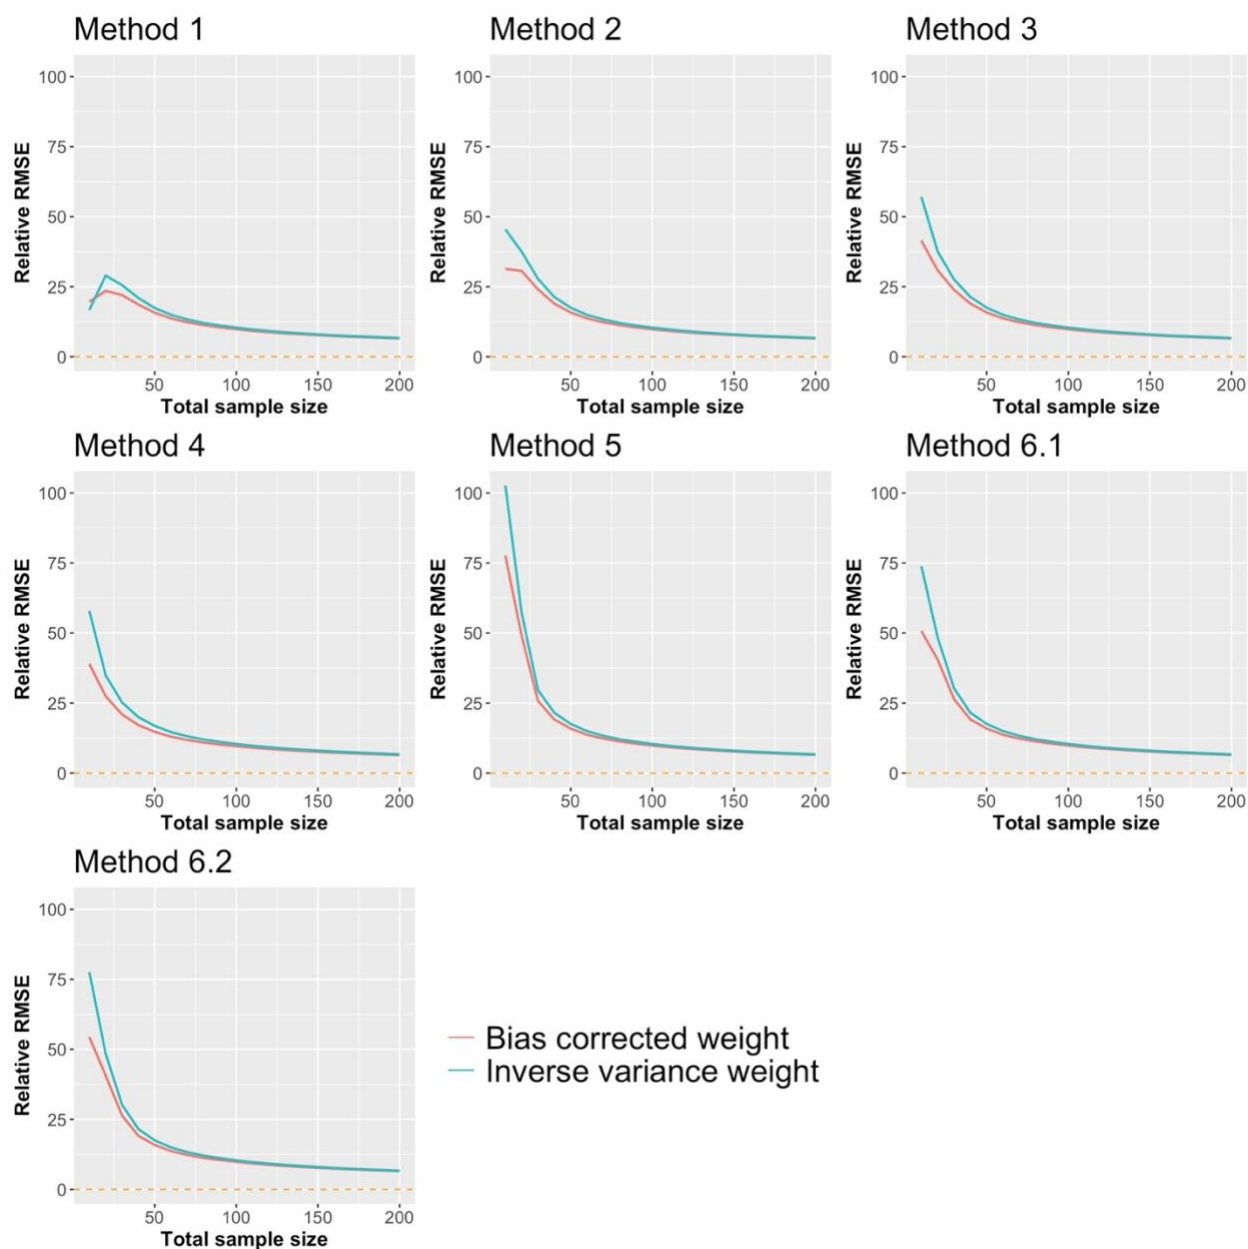 Method 1
Method 2
Method 3
100
75
50
25
0
Relative RMSE
50 100 150 200
Total sample size
100
75
50
25
0
Relative RMSE
50 100 150 200
Total sample size
100
75
50
25
0
Relative RMSE
50 100 150 200
Total sample size
Method 4
Method 5
Method 6.1
100
75
50
25
0
Relative RMSE
50 100 150 200
Total sample size
100
75
50
25
0
Relative RMSE
50 100 150 200
Total sample size
100
75
50
25
0
Relative RMSE
50 100 150 200
Total sample size
Method 6.2
100
75
50
25
0
Relative RMSE
50 100 150 200
Total sample size
Bias corrected weight
Inverse variance weight